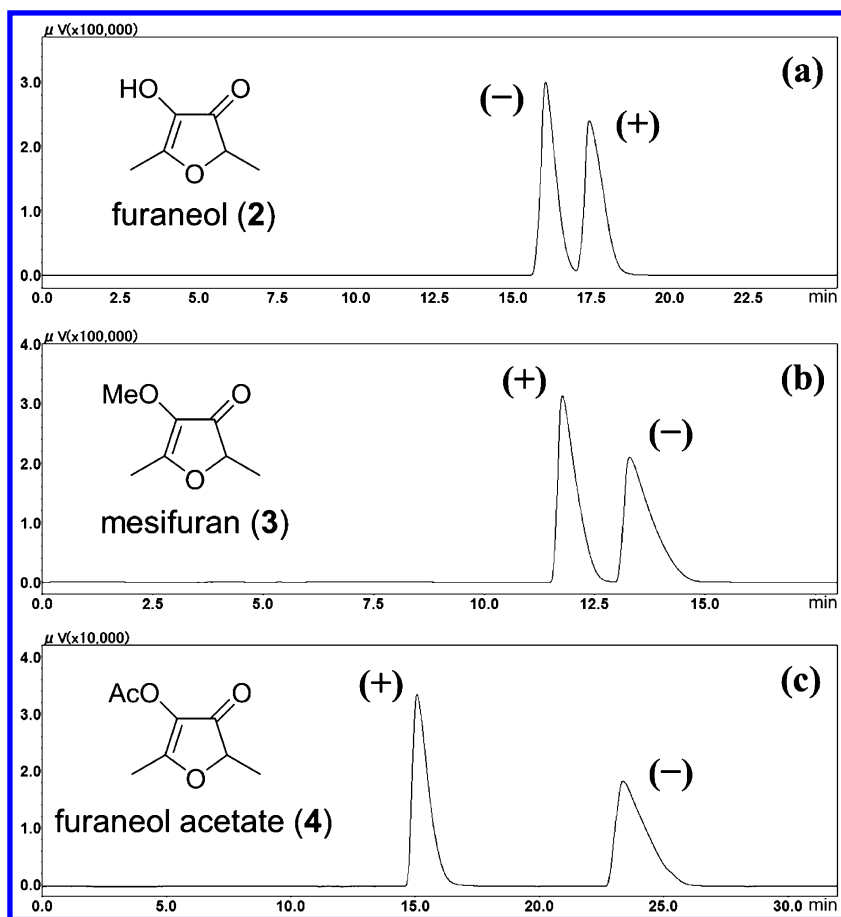 μV(x100,000)
(a)
3.0
2.0
1.0
0.0
HO
O
O
furaneol (2)
(−)
(+)
0.0 2.5 5.0 7.5 10.0 12.5 15.0 17.5 20.0 22.5 min
μV(x100,000)
4.0
(b)
3.0
2.0
1.0
0.0
MeO
O
O
mesifuran (3)
(+)
(−)
0.0 2.5 5.0 7.5 10.0 12.5 15.0 min
μV(x10,000)
4.0
(c)
3.0
2.0
1.0
0.0
AcO
O
O
furaneol acetate (4)
(+)
(−)
0.0 5.0 10.0 15.0 20.0 25.0 30.0 min